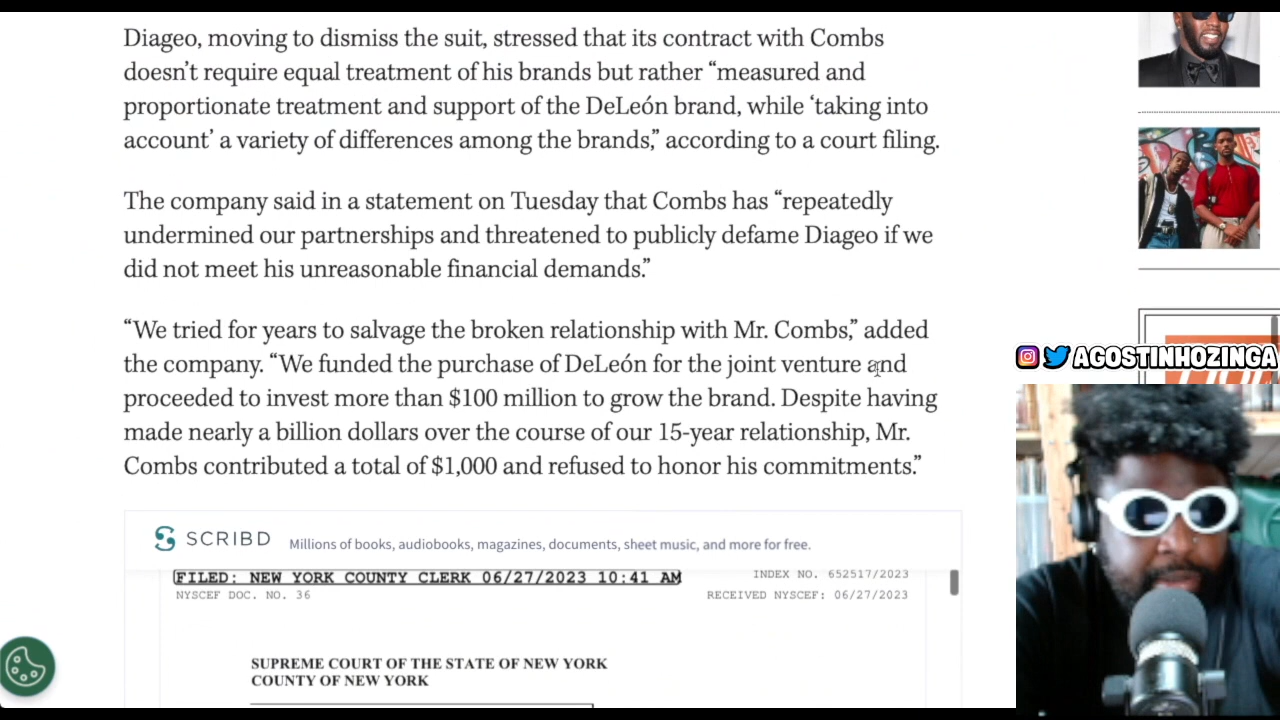 Diageo, moving to dismiss the suit, stressed that its contract with Combs
doesn’t require equal treatment of his brands but rather “measured and
proportionate treatment and support of the DeLeón brand, while ‘taking into
account’ a variety of differences among the brands,” according to a court filing.
The company said in a statement on Tuesday that Combs has “repeatedly
undermined our partnerships and threatened to publicly defame Diageo if we
did not meet his unreasonable financial demands.”
“We tried for years to salvage the broken relationship with Mr. Combs,” added
the company. “We funded the purchase of DeLeón for the joint venture and
proceeded to invest more than $100 million to grow the brand. Despite having
made nearly a billion dollars over the course of our 15-year relationship, Mr.
Combs contributed a total of $1,000 and refused to honor his commitments.”
AGOSTINHOZINGA
SCRIBD Millions of books, audiobooks, magazines, documents, sheet music, and more for free.
FILED: NEW YORK COUNTY CLERK 06/27/2023 10:41 AM INDEX NO. 652517/2023
NYSCEF DOC. NO. 36 RECEIVED NYSCEF: 06/27/2023
SUPREME COURT OF THE STATE OF NEW YORK
COUNTY OF NEW YORK